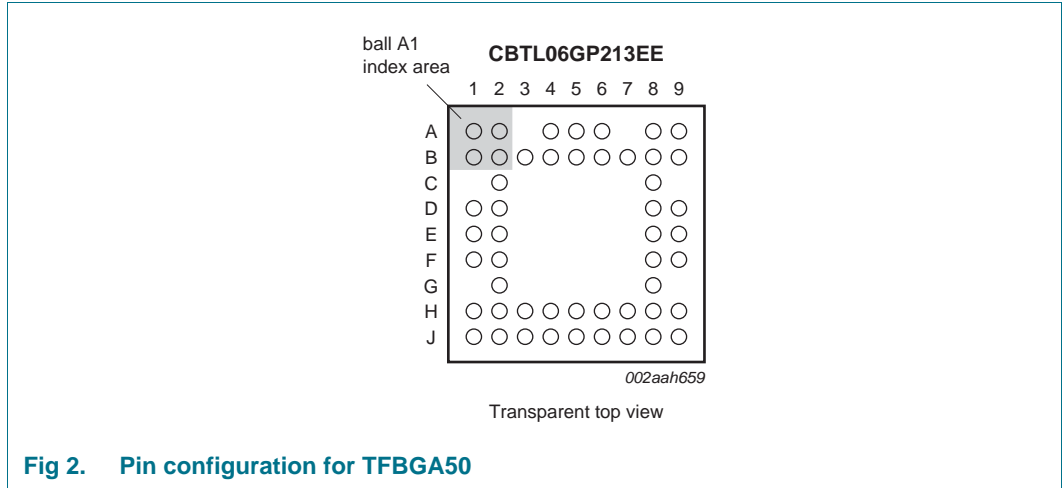 ball A1
index area
CBTL06GP213EE
1 2 3 4 5 6 7 8 9
A
B
C
D
E
F
G
H
J
002aah659
Transparent top view
Fig 2. Pin configuration for TFBGA50